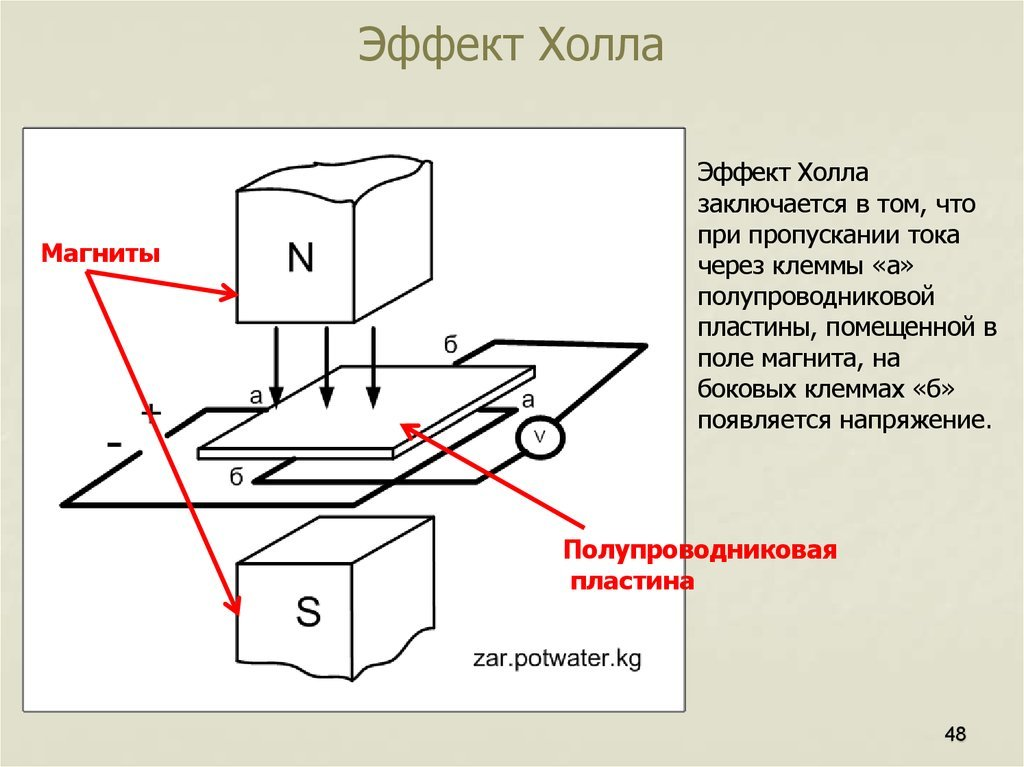 Эффект Холла
Эффект Холла
заключается в том, что
при пропускании тока
через клеммы «а»
полупроводниковой
пластины, помещенной в
поле магнита, на
боковых клеммах «б»
появляется напряжение.
Магниты
N
б
а
а
+
-
V
б
Полупроводниковая
пластина
S
zar.potwater.kg
48